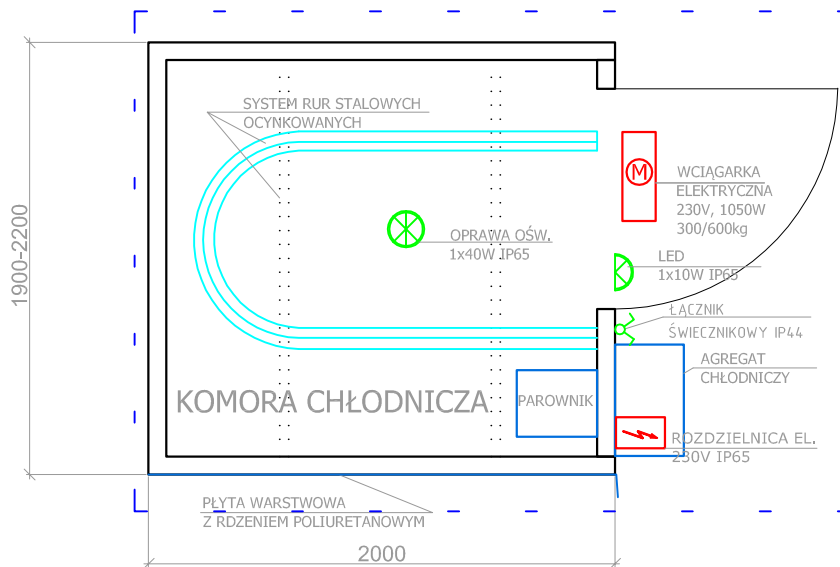 SYSTEM RUR STALOWYCH
OCYNKOWANYCH
M
WCIĄGARKA
ELEKTRYCZNA
230V, 1050W
300/600kg
OPRAWA OŚW.
1x40W IP65
LED
1x10W IP65
ŁĄCZNIK
ŚWIECZNIKOWY IP44
AGREGAT
CHŁODNICZY
1900-2200
KOMORA CHŁODNICZA
PAROWNIK
ROZDZIELNICA EL.
230V IP65
PŁYTA WARSTWOWA
Z RDZENIEM POLIURETANOWYM
2000